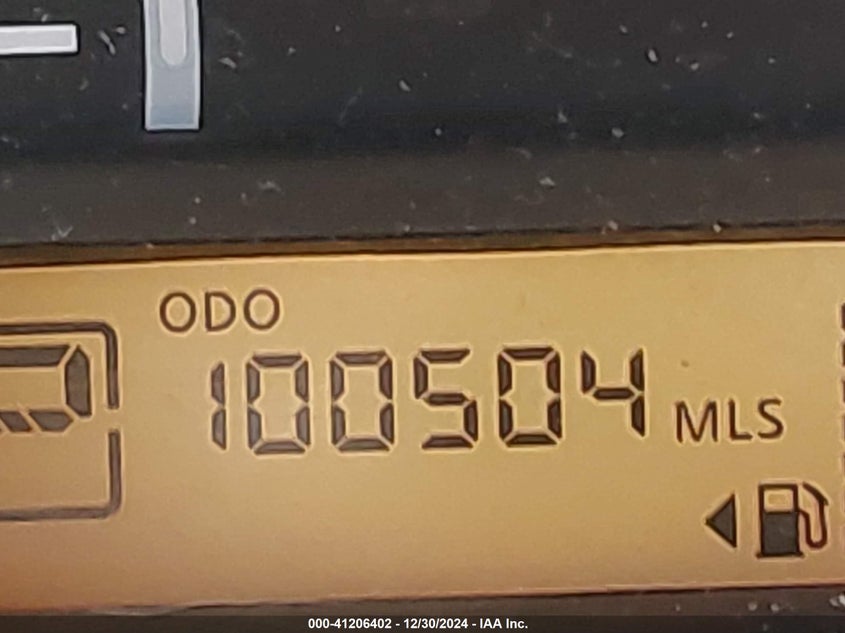 ODO
100504 MLS
000-41206402 - 12/30/2024 - IAA Inc.